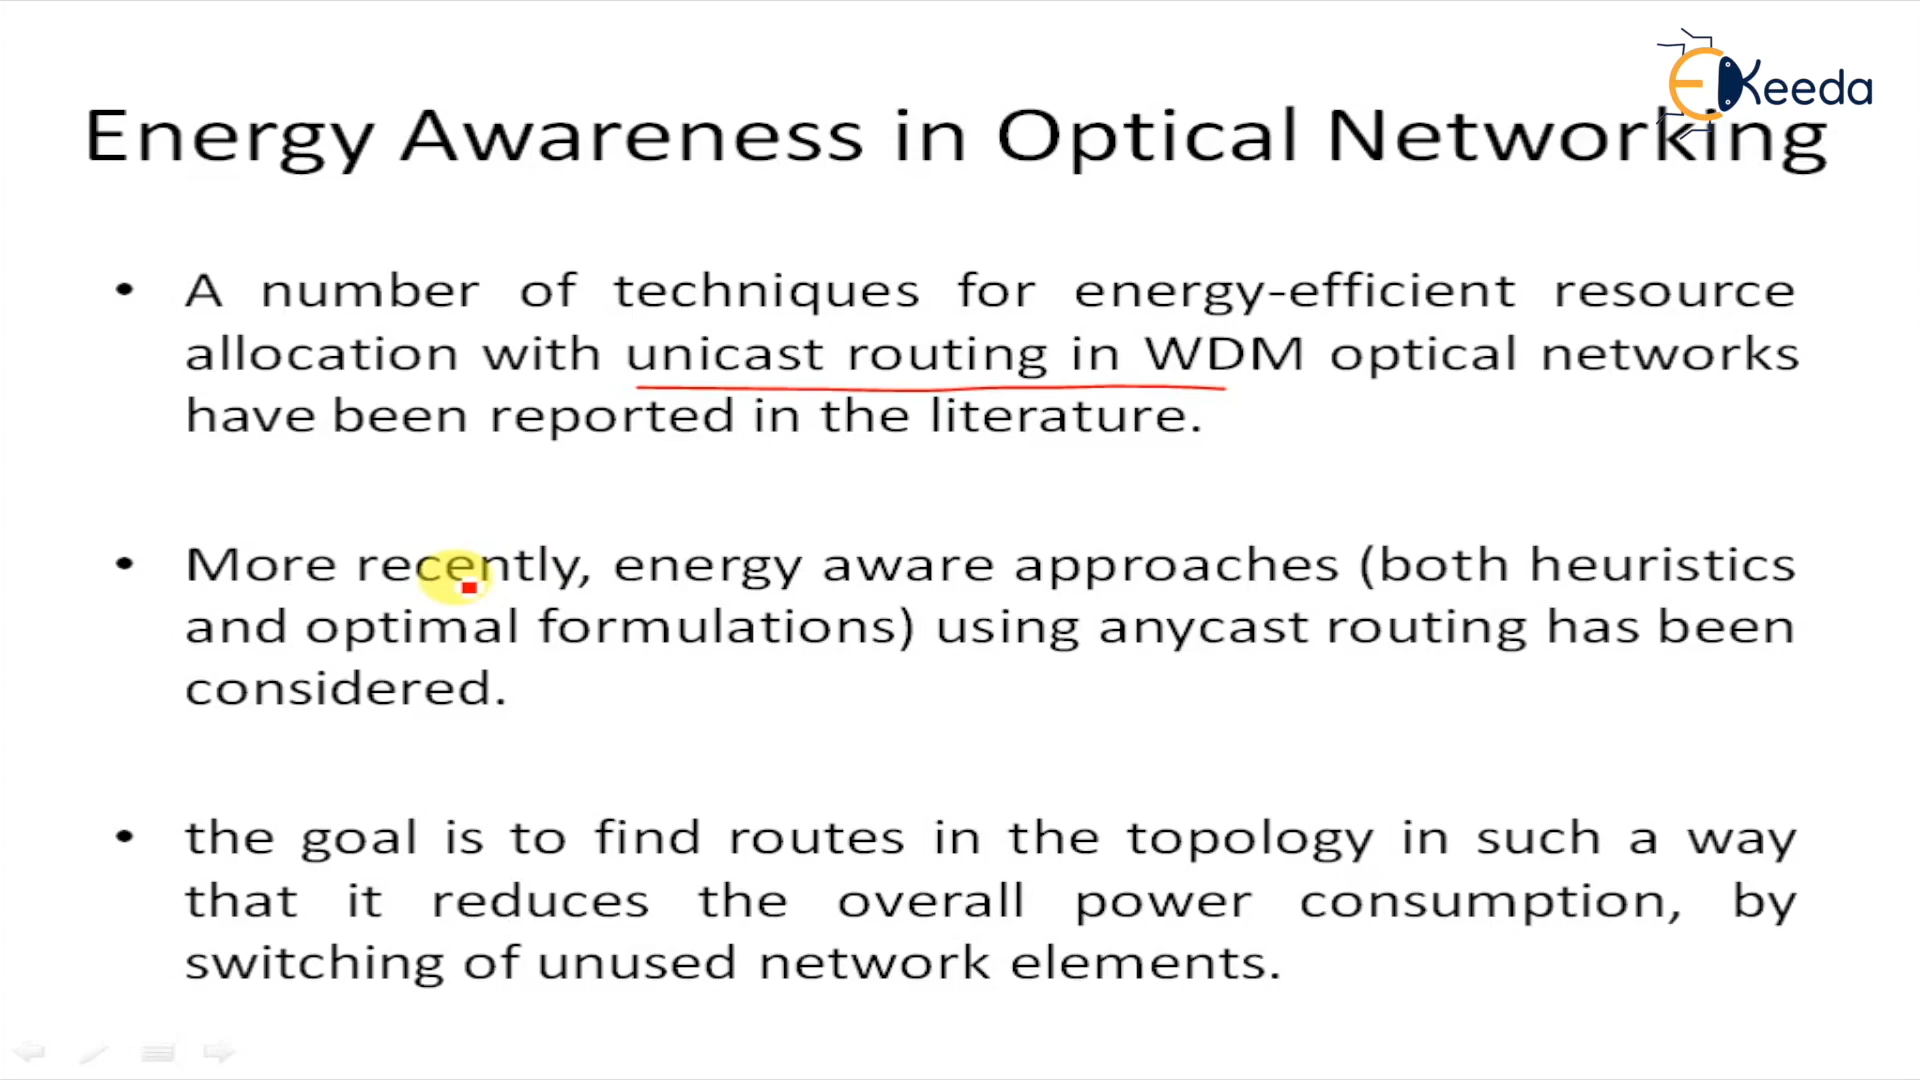 EKeeda
Energy Awareness in Optical Networking
• A number of techniques for energy-efficient resource
allocation with unicast routing in WDM optical networks
have been reported in the literature.
• More recently, energy aware approaches (both heuristics
and optimal formulations) using anycast routing has been
considered.
• the goal is to find routes in the topology in such a way
that it reduces the overall power consumption, by
switching of unused network elements.